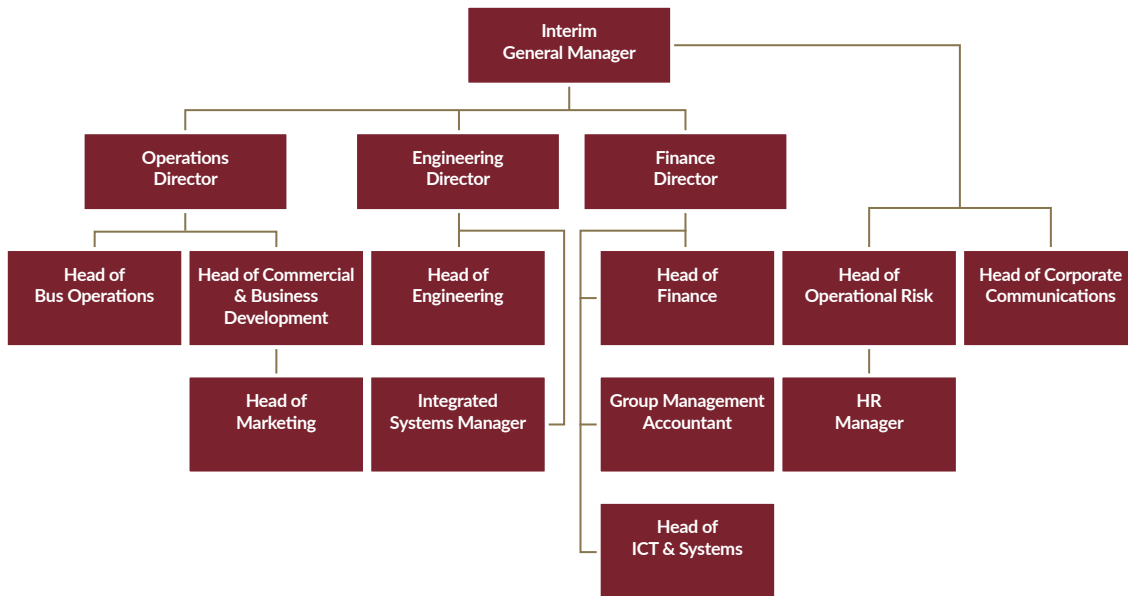 Interim
General Manager
Operations
Director
Engineering
Director
Finance
Director
Head of
Bus Operations
Head of Commercial
& Business
Development
Head of
Engineering
Head of
Finance
Head of
Operational Risk
Head of Corporate
Communications
Head of
Marketing
Integrated
Systems Manager
Group Management
Accountant
HR
Manager
Head of
ICT & Systems